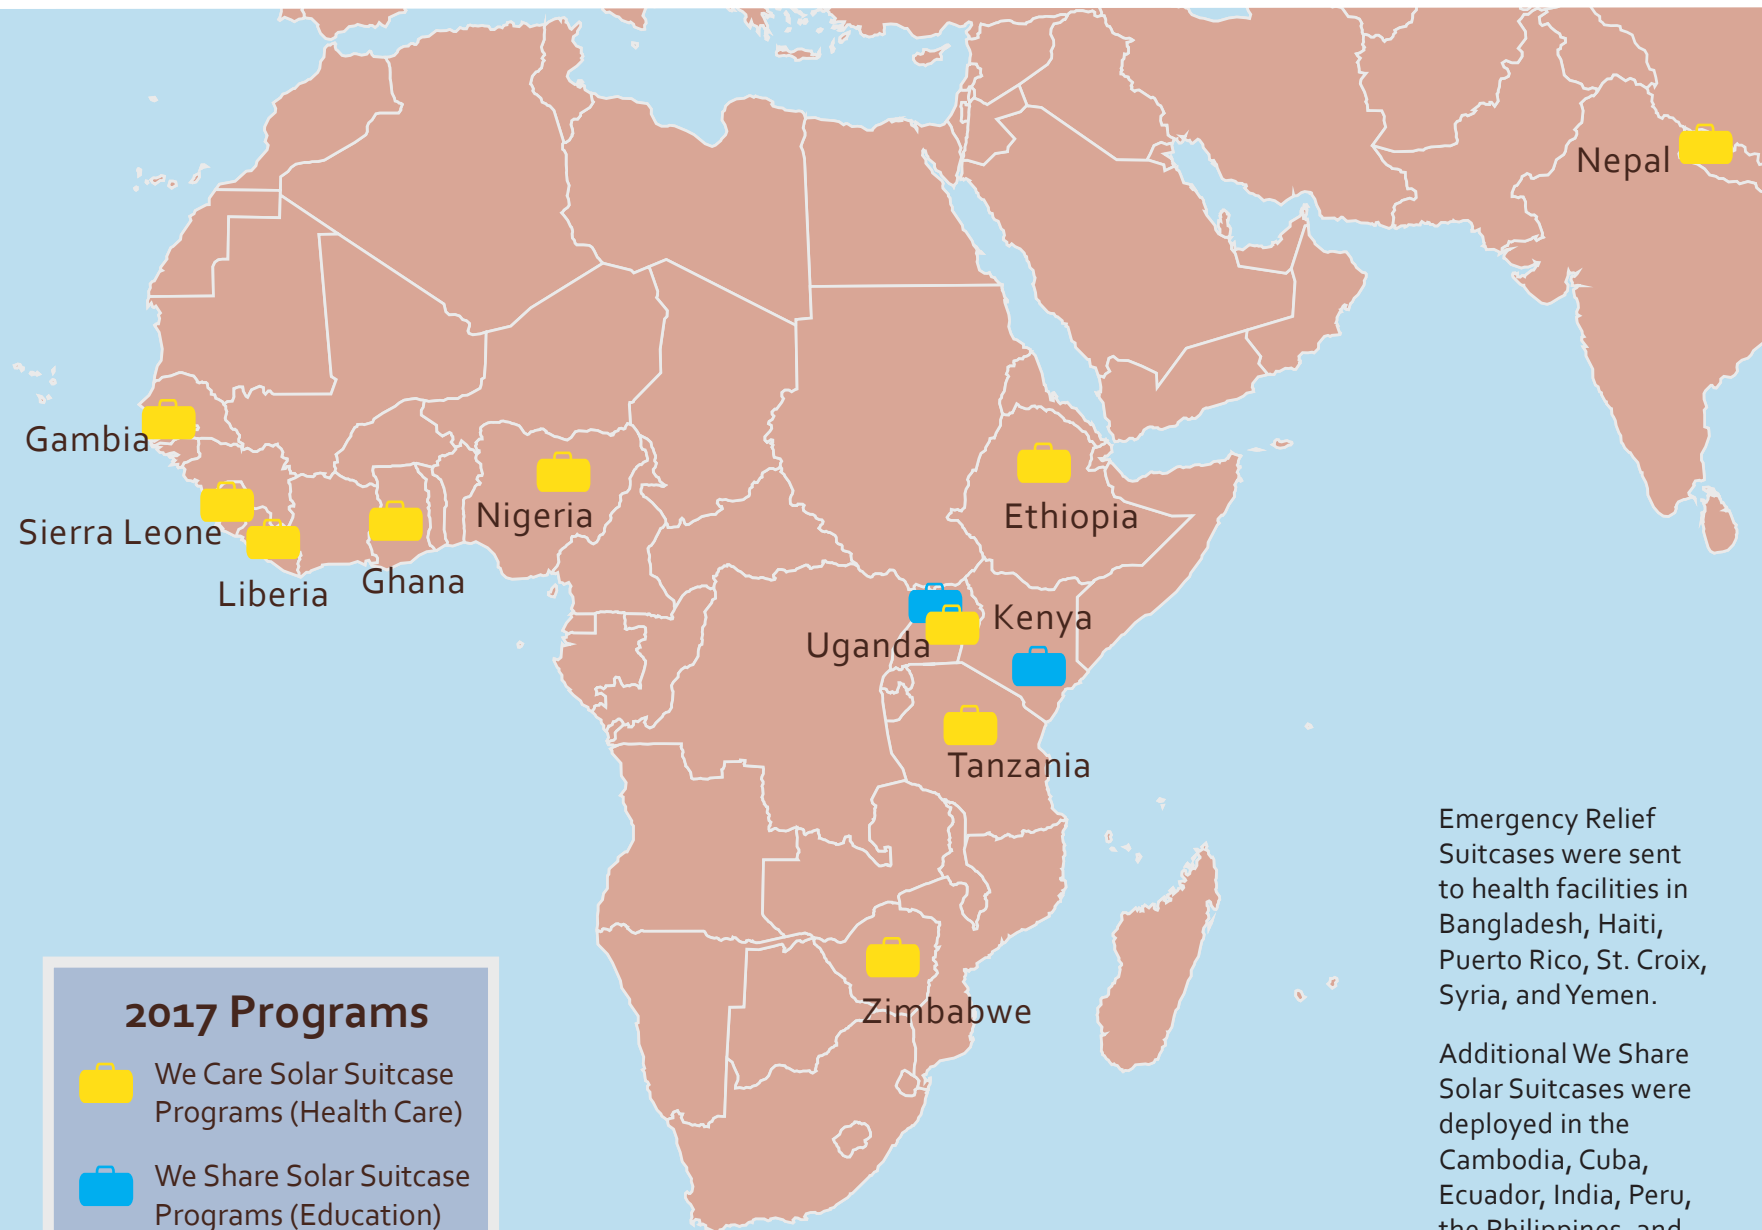 Nepal
Gambia
Sierra Leone
Liberia
Ghana
Nigeria
Ethiopia
Kenya
Uganda
Tanzania
Zimbabwe
2017 Programs
We Care Solar Suitcase
Programs (Health Care)
We Share Solar Suitcase
Programs (Education)
Emergency Relief
Suitcases were sent
to health facilities in
Bangladesh, Haiti,
Puerto Rico, St. Croix,
Syria, and Yemen.
Additional We Share
Solar Suitcases were
deployed in the
Cambodia, Cuba,
Ecuador, India, Peru,
the Philippines, and